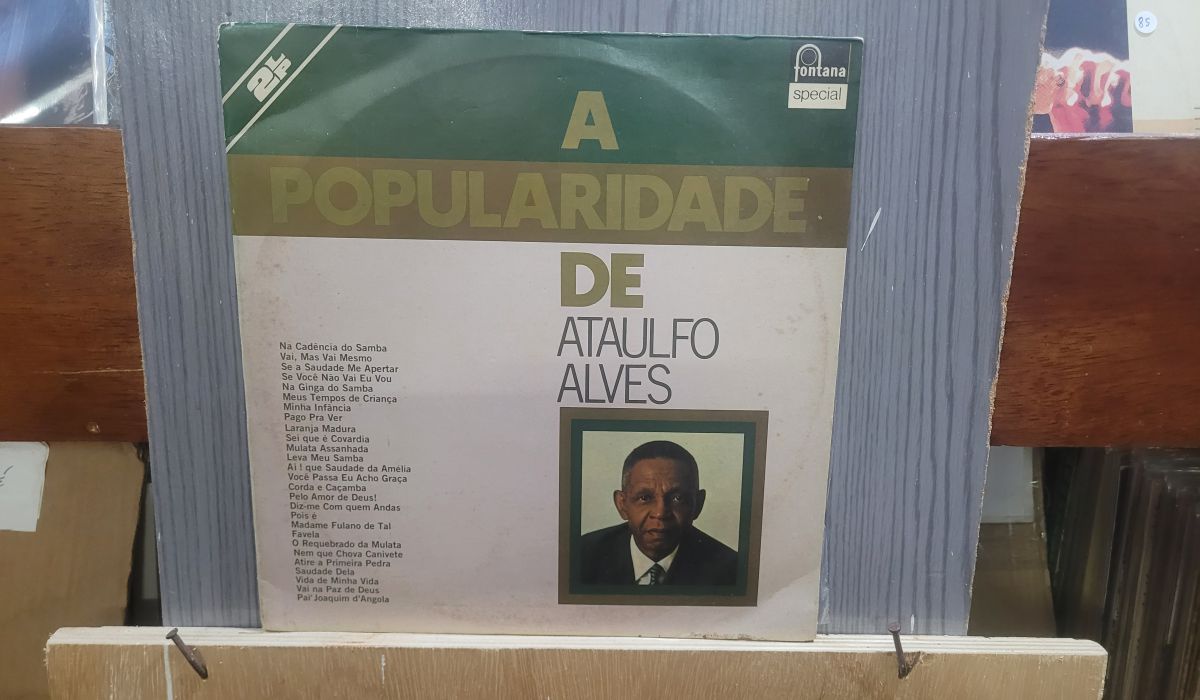 2LP
fontana
special
A
POPULARIDADE
DE
ATAULFO
ALVES
Na Cadência do Samba
Vai, Mas Vai Mesmo
Se a Saudade Me Apertar
Se Você Não Vai Eu Vou
Na Ginga do Samba
Meus Tempos de Criança
Minha Infância
Pago Pra Ver
Laranja Madura
Sei que è Covardia
Mulata Assanhada
Leva Meu Samba
Ai ! que Saudade da Amélia
Você Passa Eu Acho Graça
Corda e Caçamba
Pelo Amor de Deus!
Diz-me Com quem Andas
Pois é
Madame Fulano de Tal
Favela
O Requebrado da Mulata
Nem que Chova Canivete
Atire a Primeira Pedra
Saudade Dela
Vida de Minha Vida
Vai na Paz de Deus
Pai'Joaquim d'Angola
85